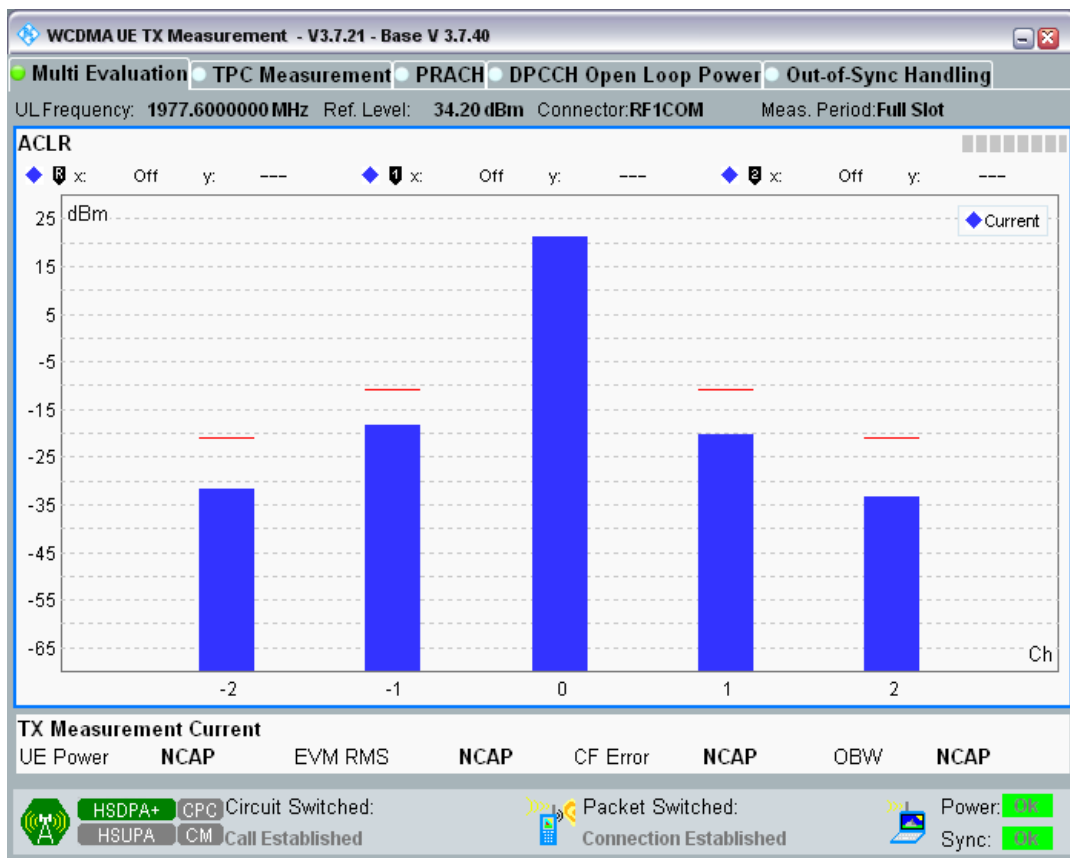 WCDMA UE TX Measurement - V3.7.21 - Base V 3.7.40
Multi Evaluation TPC Measurement PRACH DPCCH Open Loop Power Out-of-Sync Handling
UL Frequency: 1977.6000000 MHz Ref. Level: 34.20 dBm Connector:RF1COM Meas. Period:Full Slot
ACLR
R x: Off y: --- 1 x: Off y: --- 2 x: Off y: ---
dBm
Current
25
15
5
-5
-15
-25
-35
-45
-55
-65
Ch
-2 -1 0 1 2
TX Measurement Current
UE Power NCAP EVM RMS NCAP CF Error NCAP OBW NCAP
HSDPA+ CPC Circuit Switched: Packet Switched: Power: Ok
HSUPA CM Call Established Connection Established Sync: Ok